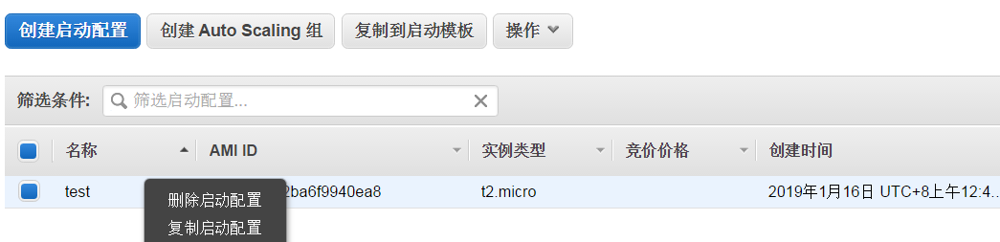 创建启动配置 创建 Auto Scaling 组 复制到启动模板 操作
筛选条件: 筛选启动配置...
名称 AMI ID 实例类型 竞价价格 创建时间
test 2ba6f9940ea8 t2.micro 2019年1月16日 UTC+8上午12:4...
删除启动配置
复制启动配置